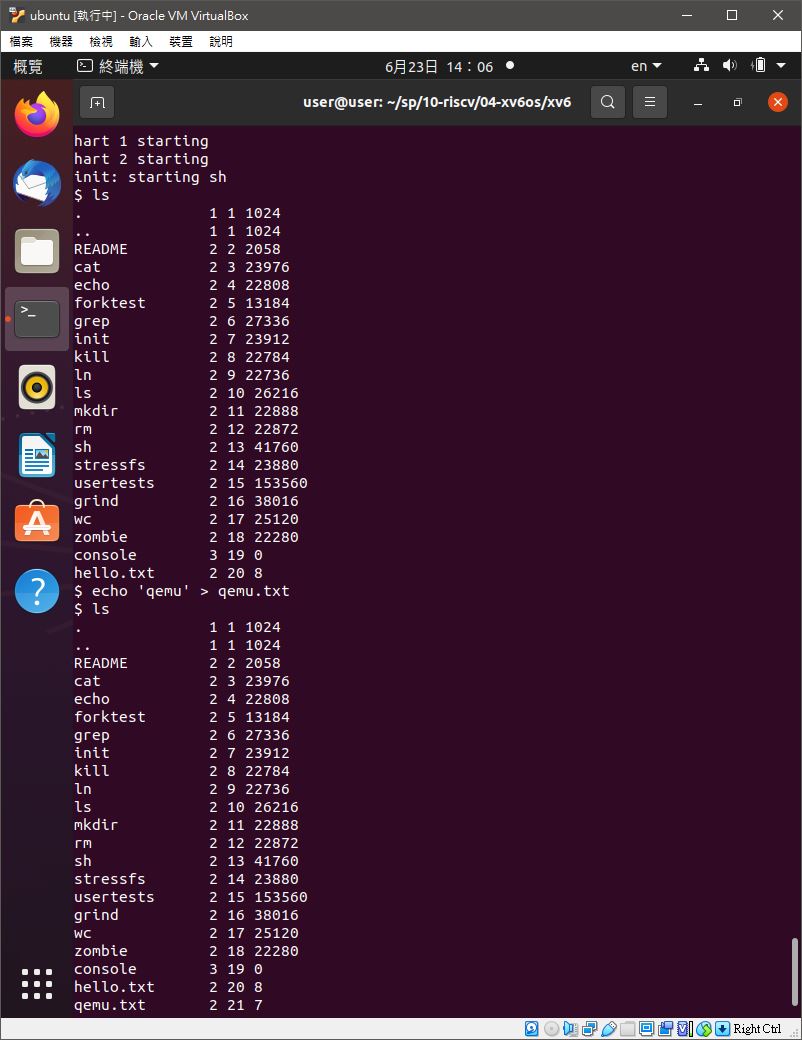 ubuntu [執行中] - Oracle VM VirtualBox
檔案 機器 檢視 輸入 裝置 說明
概覽 終端機 6月23日 14：06 en
user@user: ~/sp/10-riscv/04-xv6os/xv6
hart 1 starting
hart 2 starting
init: starting sh
$ ls
. 1 1 1024
.. 1 1 1024
README 2 2 2058
cat 2 3 23976
echo 2 4 22808
forktest 2 5 13184
grep 2 6 27336
init 2 7 23912
kill 2 8 22784
ln 2 9 22736
ls 2 10 26216
mkdir 2 11 22888
rm 2 12 22872
sh 2 13 41760
stressfs 2 14 23880
usertests 2 15 153560
grind 2 16 38016
wc 2 17 25120
zombie 2 18 22280
console 3 19 0
hello.txt 2 20 8
$ echo 'qemu' > qemu.txt
$ ls
. 1 1 1024
.. 1 1 1024
README 2 2 2058
cat 2 3 23976
echo 2 4 22808
forktest 2 5 13184
grep 2 6 27336
init 2 7 23912
kill 2 8 22784
ln 2 9 22736
ls 2 10 26216
mkdir 2 11 22888
rm 2 12 22872
sh 2 13 41760
stressfs 2 14 23880
usertests 2 15 153560
grind 2 16 38016
wc 2 17 25120
zombie 2 18 22280
console 3 19 0
hello.txt 2 20 8
qemu.txt 2 21 7
Right Ctrl